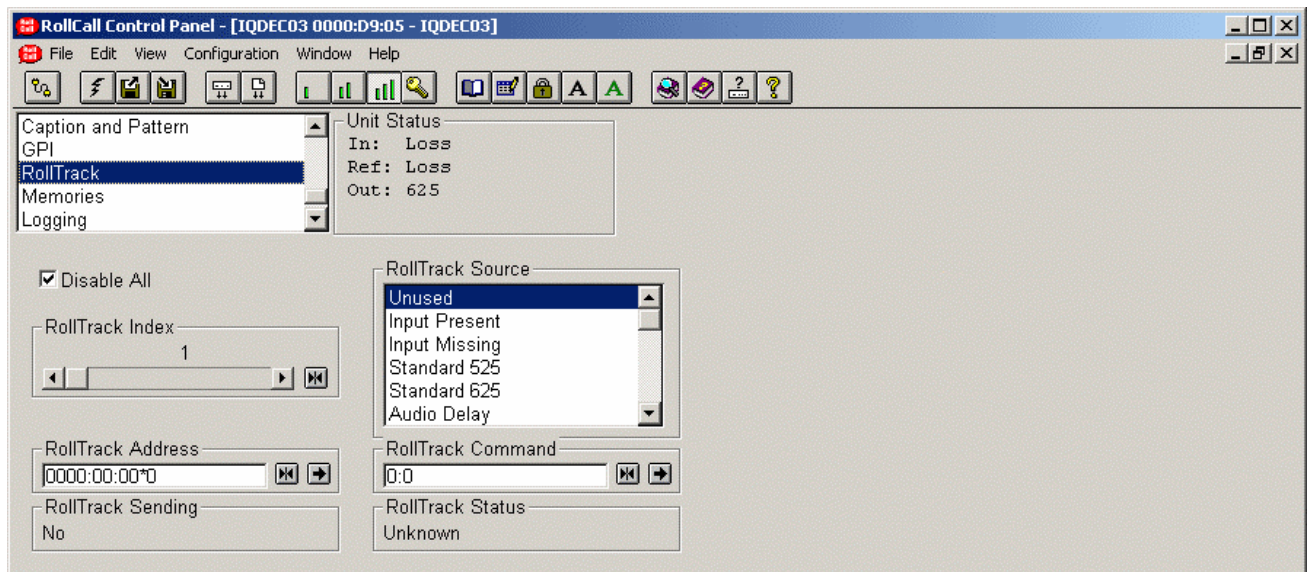 RollCall Control Panel - [IQDEC03 0000:D9:05 - IQDEC03]
File Edit View Configuration Window Help
A A
Caption and Pattern
GPI
RollTrack
Memories
Logging
Unit Status
In: Loss
Ref: Loss
Out: 625
Disable All
RollTrack Index
1
RollTrack Source
Unused
Input Present
Input Missing
Standard 525
Standard 625
Audio Delay
RollTrack Address
0000:00:00*0
RollTrack Command
0:0
RollTrack Sending
No
RollTrack Status
Unknown